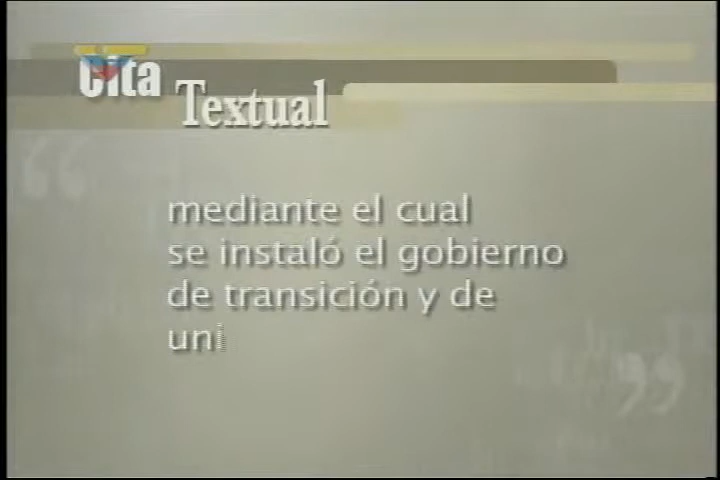 Cita
Textual
mediante el cual
se instaló el gobierno
de transición y de
uni